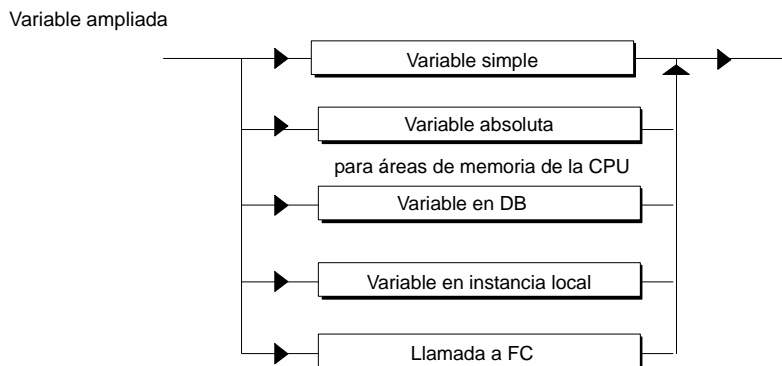 Variable ampliada
Variable simple
Variable absoluta
para áreas de memoria de la CPU
Variable en DB
Variable en instancia local
Llamada a FC